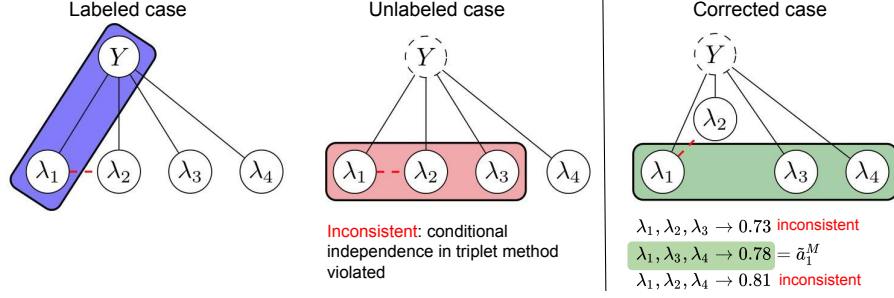 Labeled case
Y
λ₁
λ₂
λ₃
λ₄
Unlabeled case
Y
λ₁
λ₂
λ₃
λ₄
Inconsistent: conditional
independence in triplet method
violated
Corrected case
Y
λ₂
λ₁
λ₃
λ₄
λ₁, λ₂, λ₃ → 0.73 inconsistent
λ₁, λ₃, λ₄ → 0.78 = ã₁ᴹ
λ₁, λ₂, λ₄ → 0.81 inconsistent